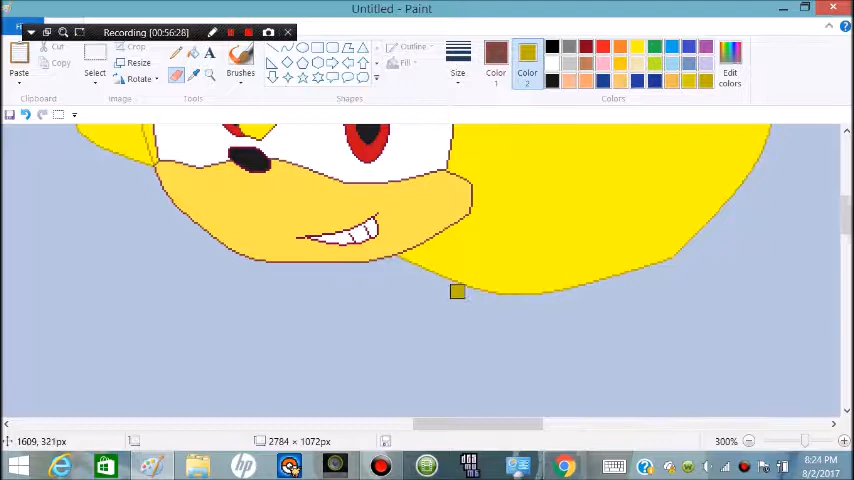 Untitled - Paint
Recording [00:56:28]
Cut
Copy
Paste
Select
Crop
Resize
Rotate
Brushes
Outline
Fill
Size
Color 1
Color 2
Edit colors
Clipboard
Image
Tools
Shapes
Colors
1609, 321px
2784 × 1072px
300%
8:24 PM
8/2/2017